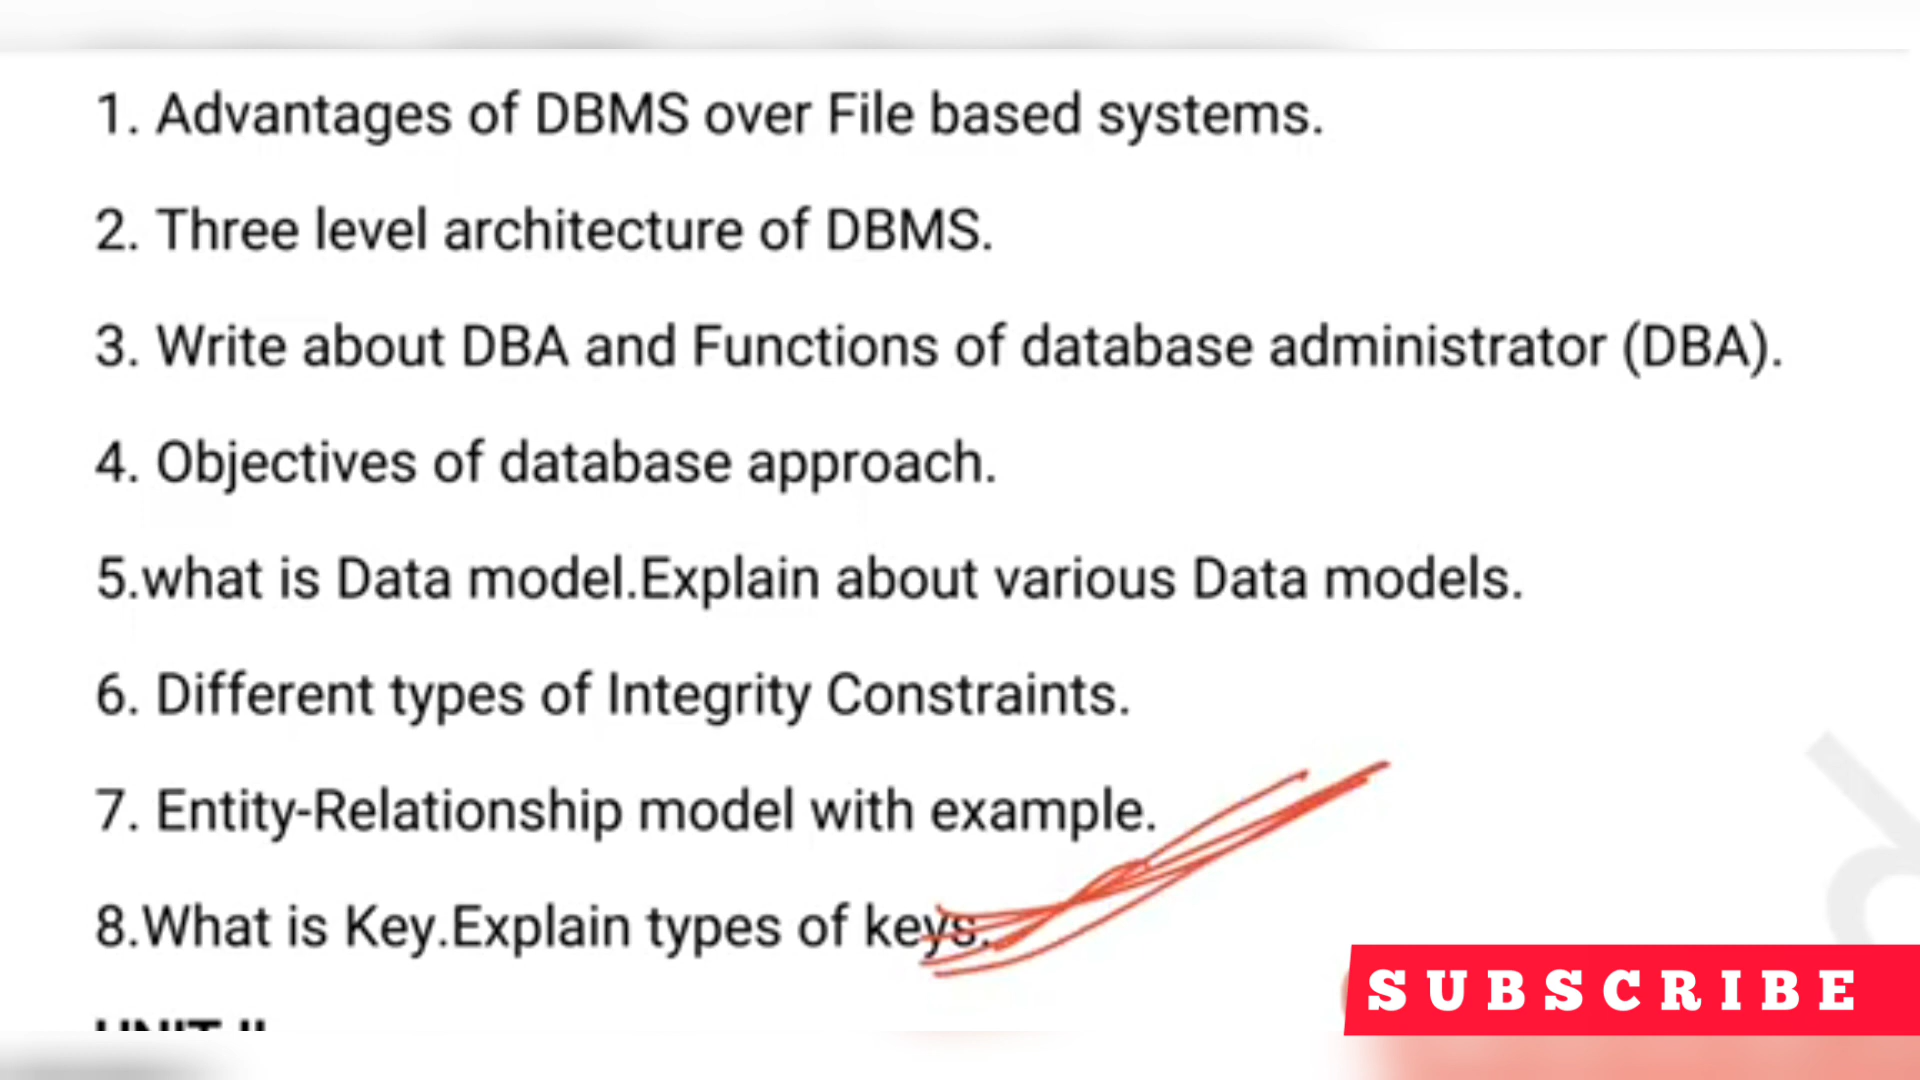 1. Advantages of DBMS over File based systems.
2. Three level architecture of DBMS.
3. Write about DBA and Functions of database administrator (DBA).
4. Objectives of database approach.
5.what is Data model.Explain about various Data models.
6. Different types of Integrity Constraints.
7. Entity-Relationship model with example.
8.What is Key.Explain types of keys.
UNIT II
SUBSCRIBE